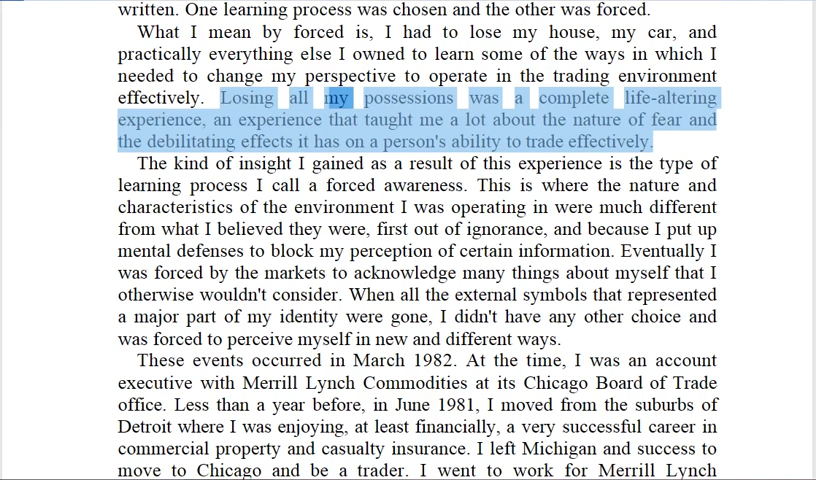 written. One learning process was chosen and the other was forced.
What I mean by forced is, I had to lose my house, my car, and
practically everything else I owned to learn some of the ways in which I
needed to change my perspective to operate in the trading environment
effectively. Losing all my possessions was a complete life-altering
experience, an experience that taught me a lot about the nature of fear and
the debilitating effects it has on a person's ability to trade effectively.
The kind of insight I gained as a result of this experience is the type of
learning process I call a forced awareness. This is where the nature and
characteristics of the environment I was operating in were much different
from what I believed they were, first out of ignorance, and because I put up
mental defenses to block my perception of certain information. Eventually I
was forced by the markets to acknowledge many things about myself that I
otherwise wouldn't consider. When all the external symbols that represented
a major part of my identity were gone, I didn't have any other choice and
was forced to perceive myself in new and different ways.
These events occurred in March 1982. At the time, I was an account
executive with Merrill Lynch Commodities at its Chicago Board of Trade
office. Less than a year before, in June 1981, I moved from the suburbs of
Detroit where I was enjoying, at least financially, a very successful career in
commercial property and casualty insurance. I left Michigan and success to
move to Chicago and be a trader. I went to work for Merrill Lynch